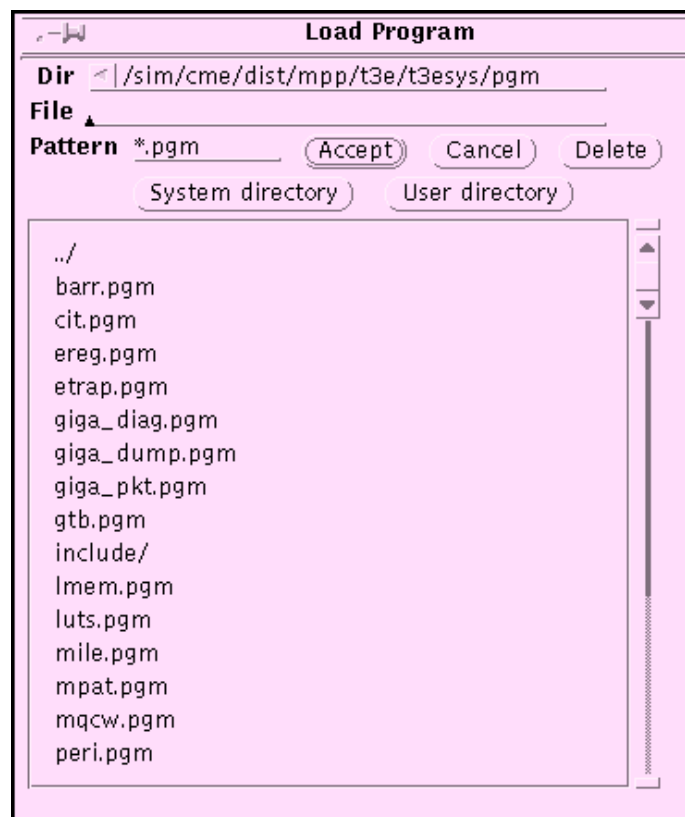 Load Program
Dir /sim/cme/dist/mpp/t3e/t3esys/pgm
File
Pattern *.pgm Accept Cancel Delete
System directory User directory
../
barr.pgm
cit.pgm
ereg.pgm
etrap.pgm
giga_diag.pgm
giga_dump.pgm
giga_pkt.pgm
gtb.pgm
include/
lmem.pgm
luts.pgm
mile.pgm
mpat.pgm
mqcw.pgm
peri.pgm